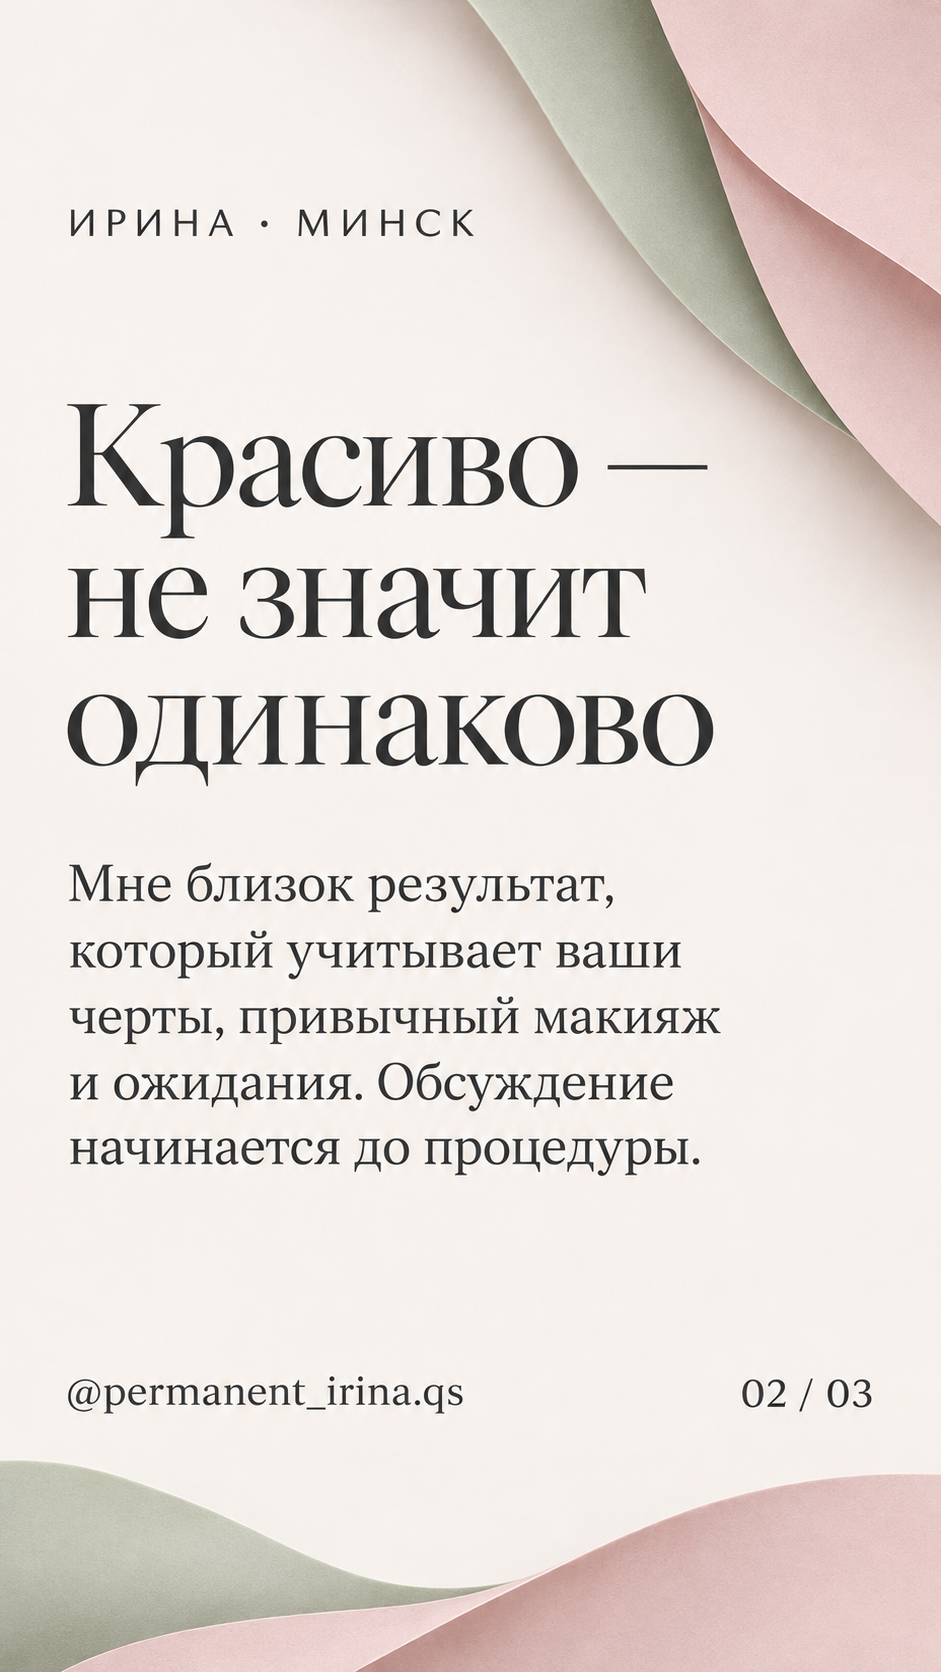 ИРИНА · МИНСК
Красиво —
не значит
одинаково
Мне близок результат,
который учитывает ваши
черты, привычный макияж
и ожидания. Обсуждение
начинается до процедуры.
@permanent_irina.qs
02 / 03